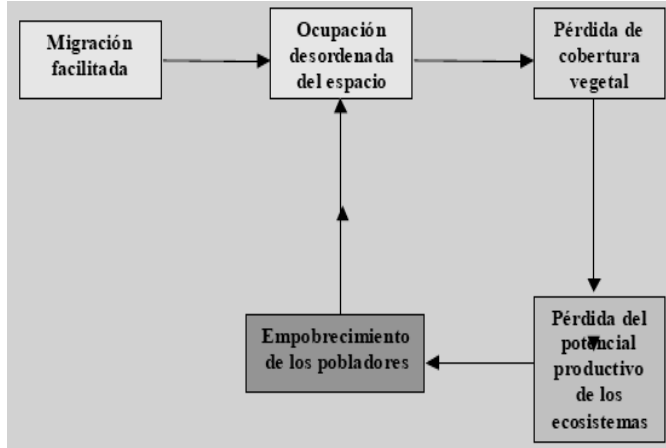 Migración
facilitada
Ocupación
desordenada
del espacio
Pérdida de
cobertura
vegetal
Pérdida del
potencial
productivo
de los
ecosistemas
Empobrecimiento
de los pobladores